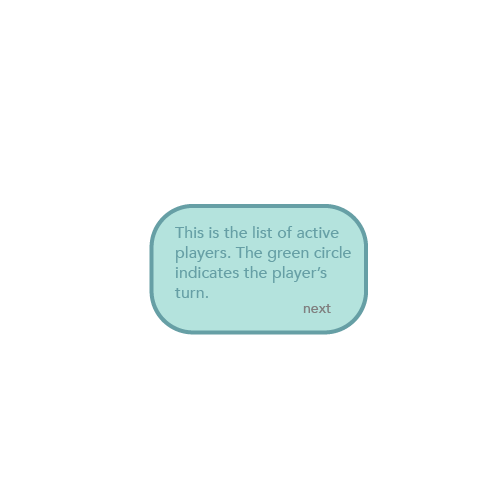 This is the list of active
players. The green circle
indicates the player’s
turn.
next